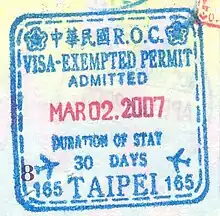 中華民國 R.O.C.
VISA-EXEMPTED PERMIT
ADMITTED
MAR 02. 2007
DURATION OF STAY
30 DAYS
8
165 TAIPEI 165